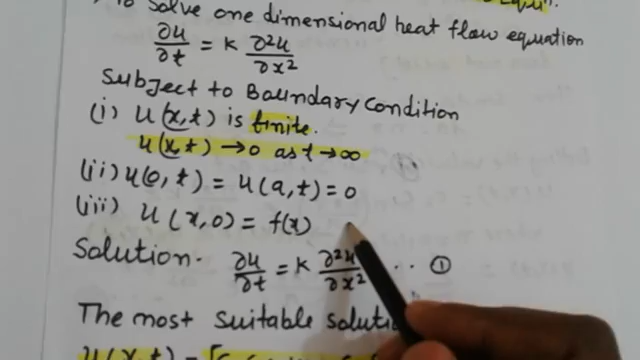 To solve one dimensional heat flow equation
∂u/∂t = K ∂²u/∂x²
Subject to Boundary Condition
(i) u(x,t) is finite.
u(x,t) → 0 as t → ∞
(ii) u(0,t) = u(a,t) = 0
(iii) u(x,0) = f(x)
Solution. ∂u/∂t = K ∂²u/∂x² .. ①
The most suitable
u(x,t) =